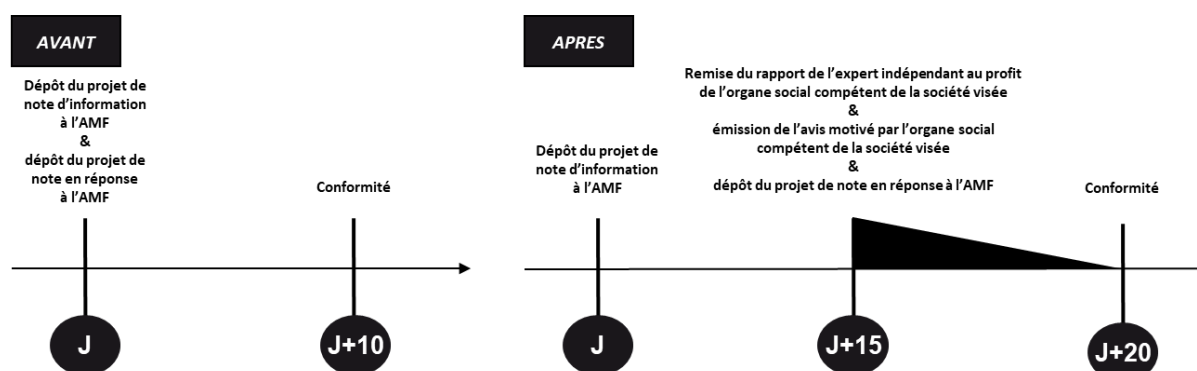 AVANT
Dépôt du projet de
note d’information
à l’AMF
&
dépôt du projet de
note en réponse
à l’AMF
Conformité
J
J+10
APRES
Dépôt du projet de
note d’information
à l’AMF
Remise du rapport de l’expert indépendant au profit
de l’organe social compétent de la société visée
&
émission de l’avis motivé par l’organe social
compétent de la société visée
&
dépôt du projet de note en réponse à l’AMF
Conformité
J
J+15
J+20